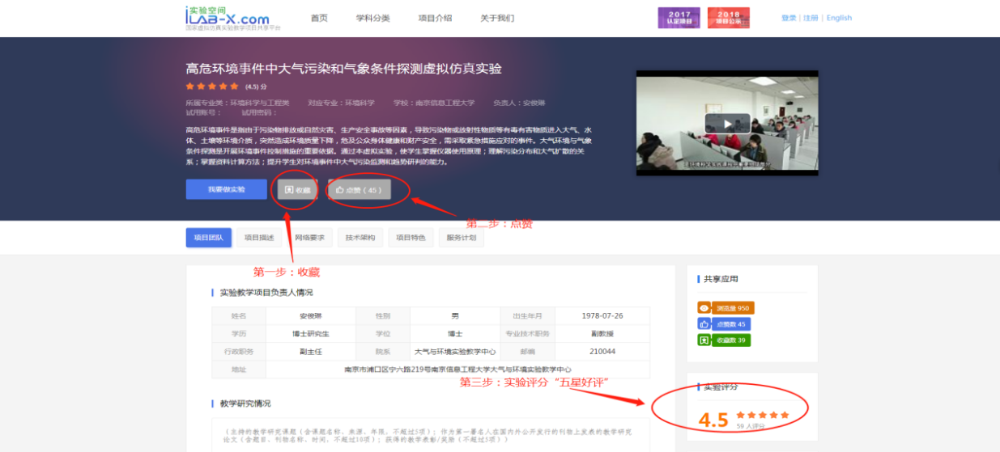 实验空间
iLAB-X.com
国家虚拟仿真实验教学项目共享平台
首页 学科分类 项目介绍 关于我们
2017
认定项目
2018
项目公示
登录 | 注册 | English
高危环境事件中大气污染和气象条件探测虚拟仿真实验
(4.5) 分
所属专业类：环境科学与工程类 对应专业：环境科学 学校：南京信息工程大学 负责人：安俊琳
试用账号： 试用密码：
高危环境事件是指由于污染物排放或自然灾害、生产安全事故等因素，导致污染物或放射性物质等有毒有害物质进入大气、水
体、土壤等环境介质，突然造成环境质量下降，危及公众身体健康和财产安全，需采取紧急措施应对的事件。大气环境与气象
条件探测是开展环境事件控制措施的重要依据。通过本虚拟实验，使学生掌握仪器使用原理；理解污染分布和大气扩散的关
系；掌握资料计算方法；提升学生对环境事件中大气污染监测和趋势研判的能力。
我要做实验 收藏 点赞（45）
第二步：点赞
项目团队 项目描述 网络要求 技术架构 项目特色 服务计划
第一步：收藏
实验教学项目负责人情况
姓名 安俊琳 性别 男 出生年月 1978-07-26
学历 博士研究生 学位 博士 专业技术职务 副教授
行政职务 副主任 院系 大气与环境实验教学中心 邮编 210044
地址 南京市浦口区宁六路219号南京信息工程大学大气与环境实验教学中心
共享应用
浏览量 950
点赞数 45
收藏数 39
第三步：实验评分“五星好评”
实验评分
4.5
59 人评分
教学研究情况
（主持的教学研究课题（含课题名称、来源、年限，不超过5项）；作为第一署名人在国内外公开发行的刊物上发表的教学研究
论文（含题目、刊物名称、时间，不超过10项）；获得的教学表彰/奖励（不超过5项））